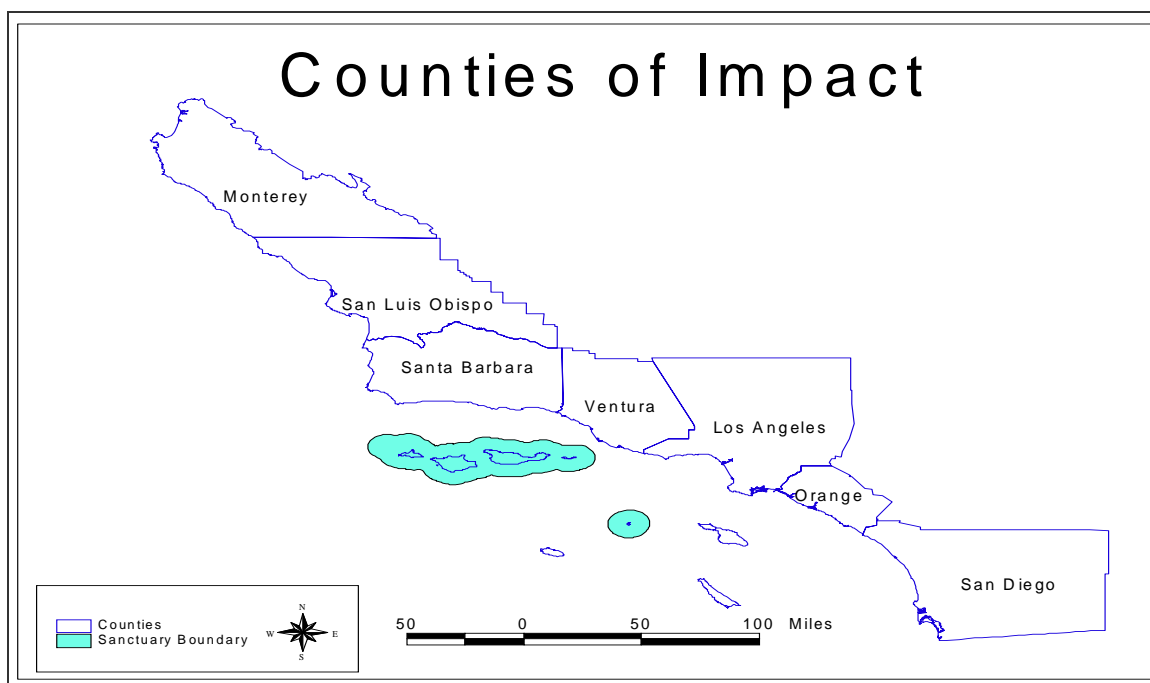 Counties of Impact
Monterey
San Luis Obispo
Santa Barbara
Ventura
Los Angeles
Orange
San Diego
Counties
Sanctuary Boundary
N
W E
S
50 0 50 100 Miles